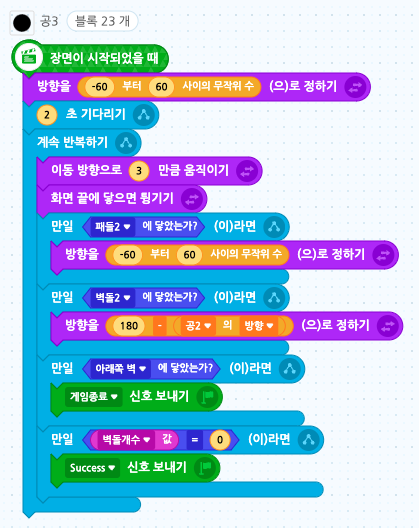 공3 블록 23 개
장면이 시작되었을 때
방향을 -60 부터 60 사이의 무작위 수 (으)로 정하기
2 초 기다리기
계속 반복하기
이동 방향으로 3 만큼 움직이기
화면 끝에 닿으면 튕기기
만일 패들2 에 닿았는가? (이)라면
방향을 -60 부터 60 사이의 무작위 수 (으)로 정하기
만일 벽돌2 에 닿았는가? (이)라면
방향을 180 - 공2 의 방향 (으)로 정하기
만일 아래쪽 벽 에 닿았는가? (이)라면
게임종료 신호 보내기
만일 벽돌개수 값 = 0 (이)라면
Success 신호 보내기